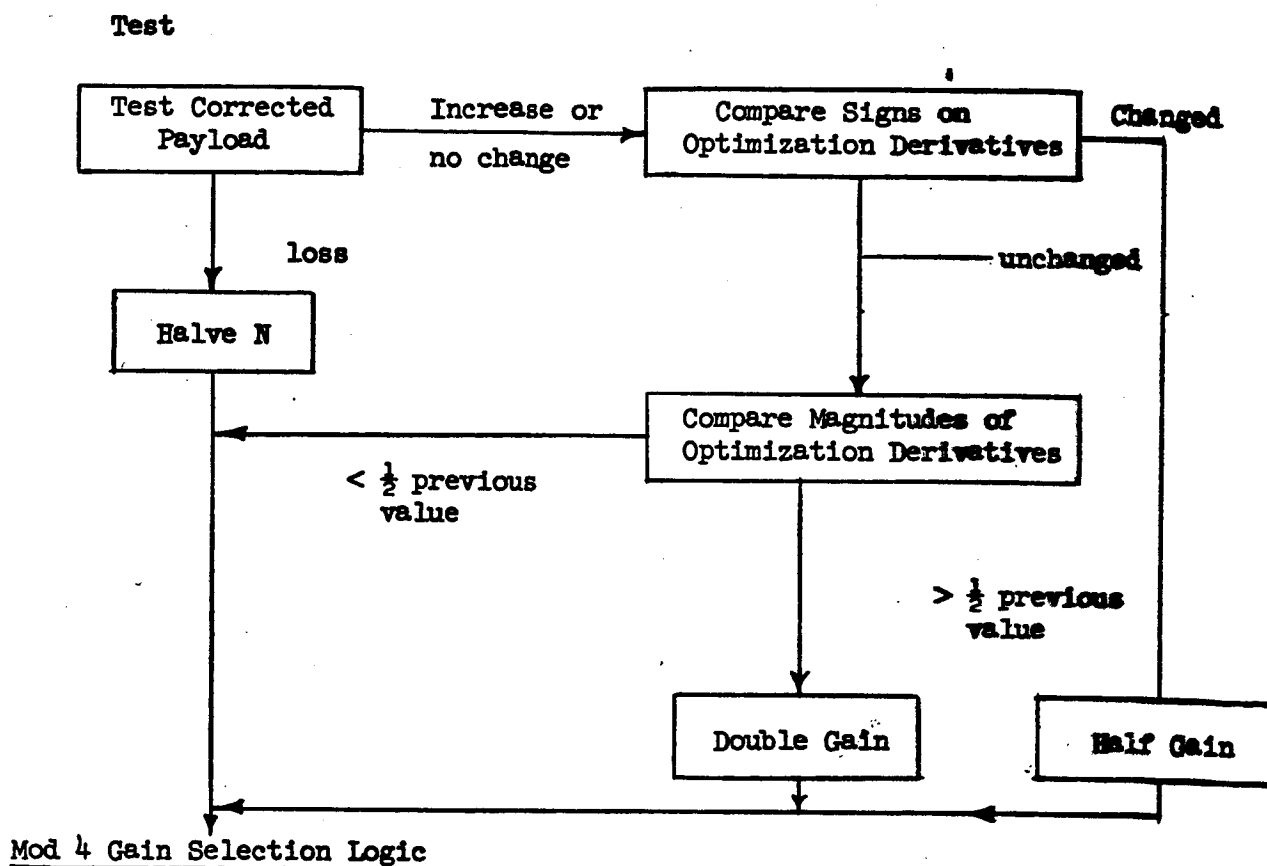 Test
Test Corrected
Payload
Increase or
no change
Compare Signs on
Optimization Derivatives
Changed
loss
unchanged
Halve N
Compare Magnitudes of
Optimization Derivatives
< ½ previous
value
> ½ previous
value
Double Gain
Half Gain
Mod 4 Gain Selection Logic